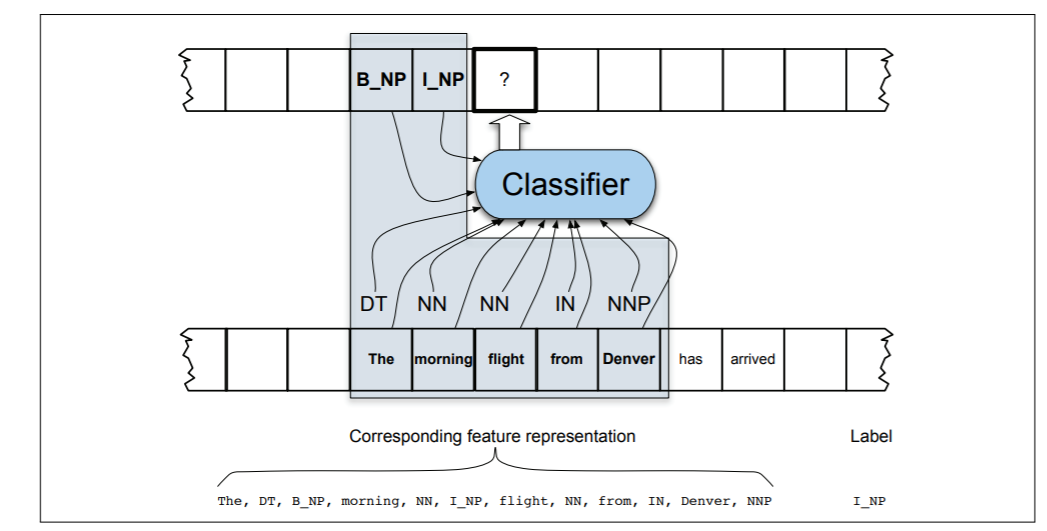 B_NP I_NP ?
Classifier
DT NN NN IN NNP
The morning flight from Denver has arrived
Corresponding feature representation Label
The, DT, B_NP, morning, NN, I_NP, flight, NN, from, IN, Denver, NNP I_NP